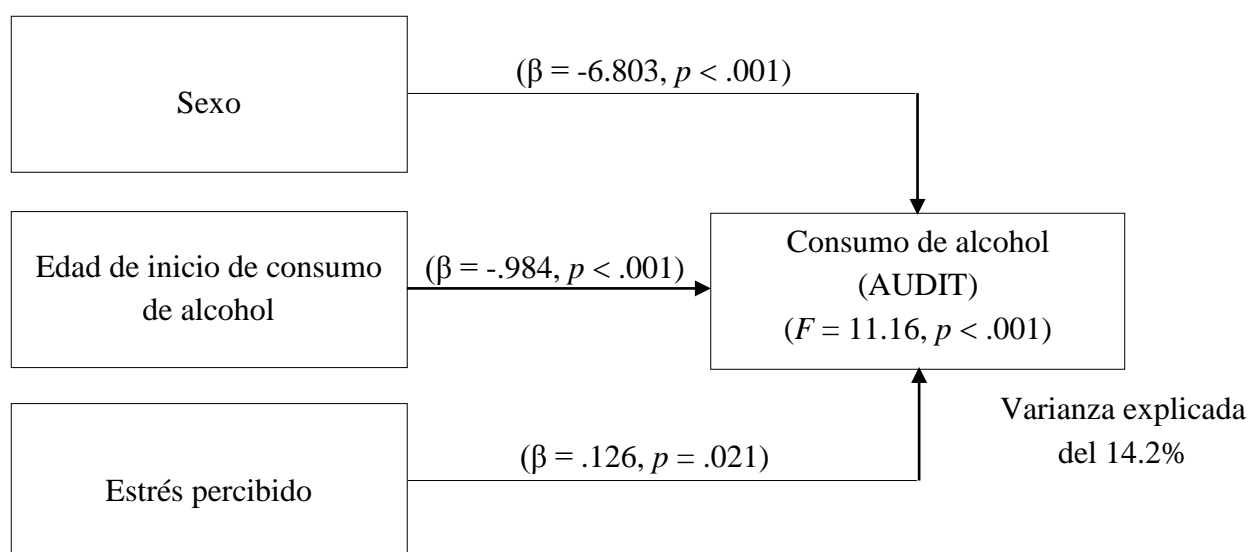 Sexo
(β = -6.803, p < .001)
Edad de inicio de consumo
de alcohol
(β = -.984, p < .001)
Consumo de alcohol
(AUDIT)
(F = 11.16, p < .001)
Estrés percibido
(β = .126, p = .021)
Varianza explicada
del 14.2%